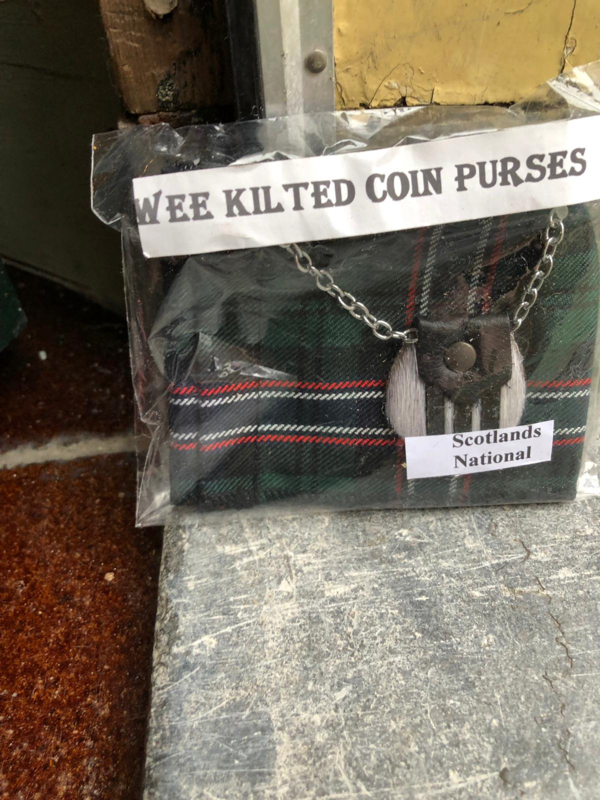 WEE KILTED COIN PURSES
Scotlands
National